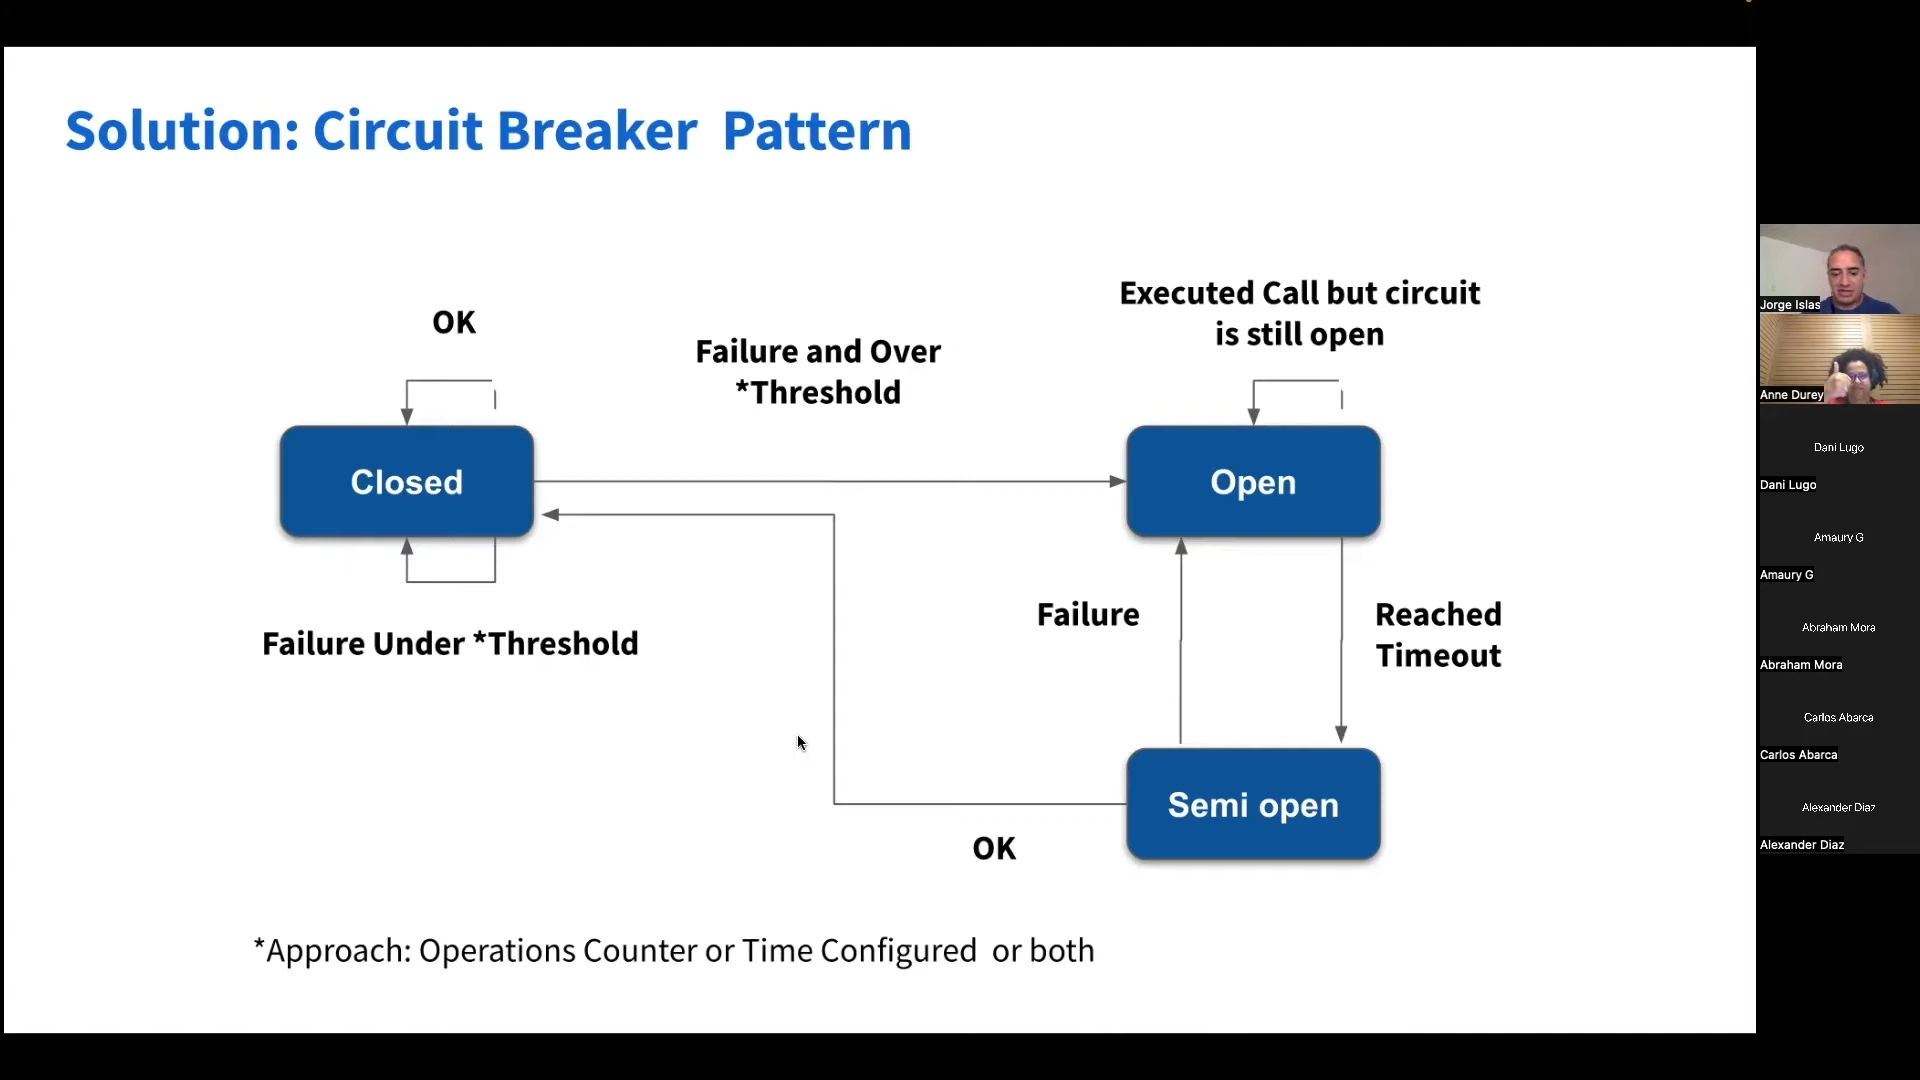 Solution: Circuit Breaker Pattern
OK
Failure and Over
*Threshold
Executed Call but circuit
is still open
Closed
Open
Failure Under *Threshold
Failure
Reached
Timeout
Semi open
OK
*Approach: Operations Counter or Time Configured or both
Jorge Islas
Anne Durey
Dani Lugo
Dani Lugo
Amaury G
Amaury G
Abraham Mora
Abraham Mora
Carlos Abarca
Carlos Abarca
Alexander Diaz
Alexander Diaz